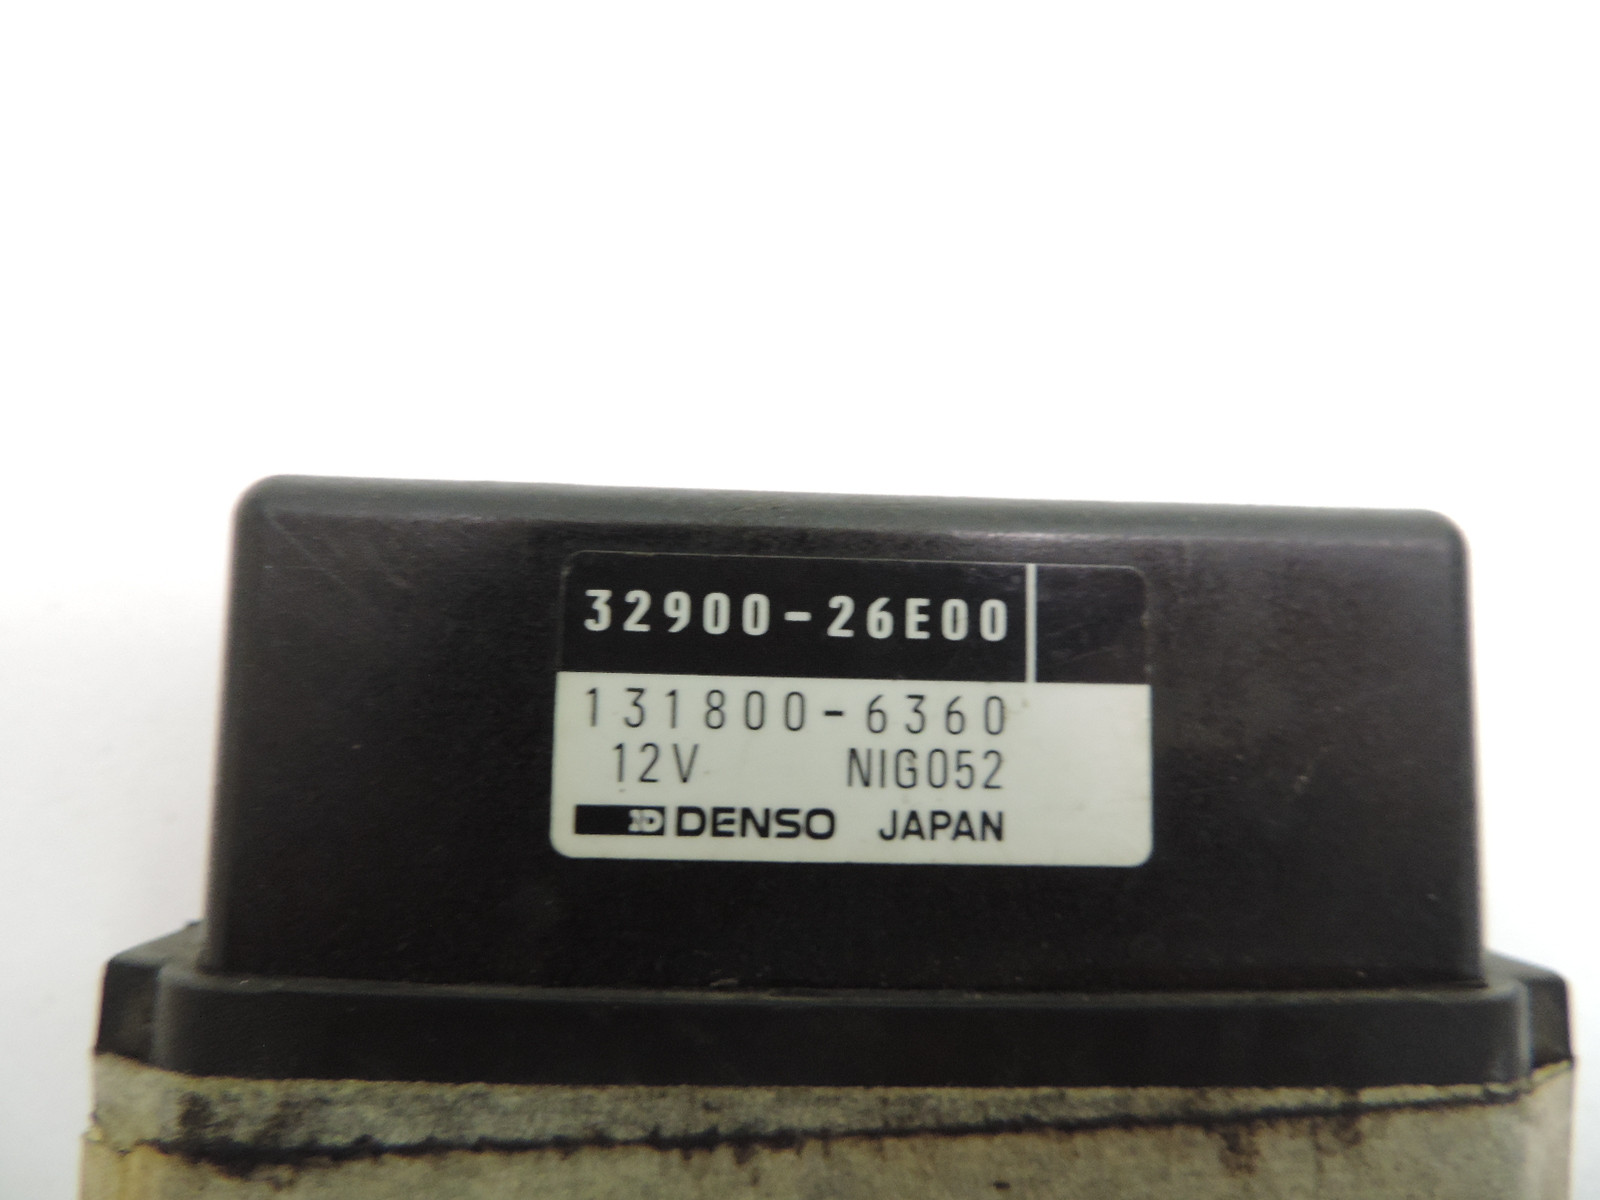 32900-26E00
131800-6360
12V NIG052
DENSO JAPAN